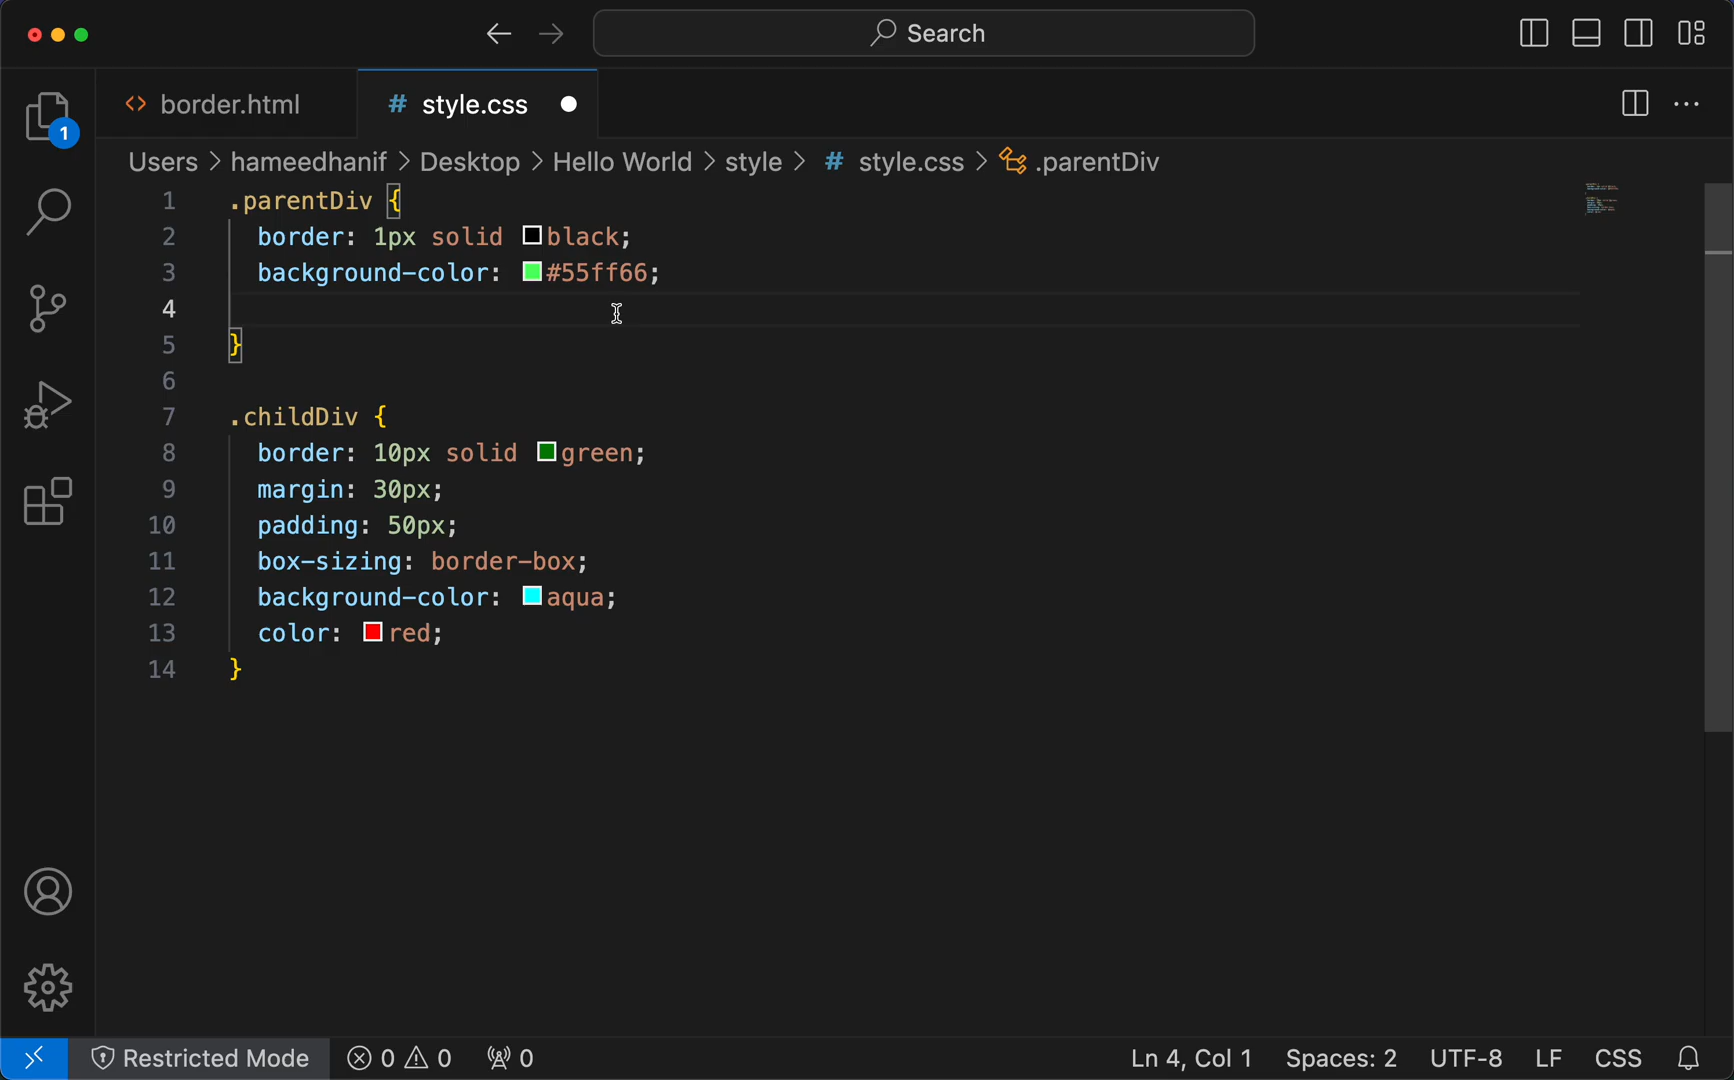 Search
<> border.html # style.css
1
Users > hameedhanif > Desktop > Hello World > style > # style.css > .parentDiv
1 .parentDiv {
2 border: 1px solid black;
3 background-color: #55ff66;
4
5 }
6
7 .childDiv {
8 border: 10px solid green;
9 margin: 30px;
10 padding: 50px;
11 box-sizing: border-box;
12 background-color: aqua;
13 color: red;
14 }
Restricted Mode 0 0 0 Ln 4, Col 1 Spaces: 2 UTF-8 LF CSS